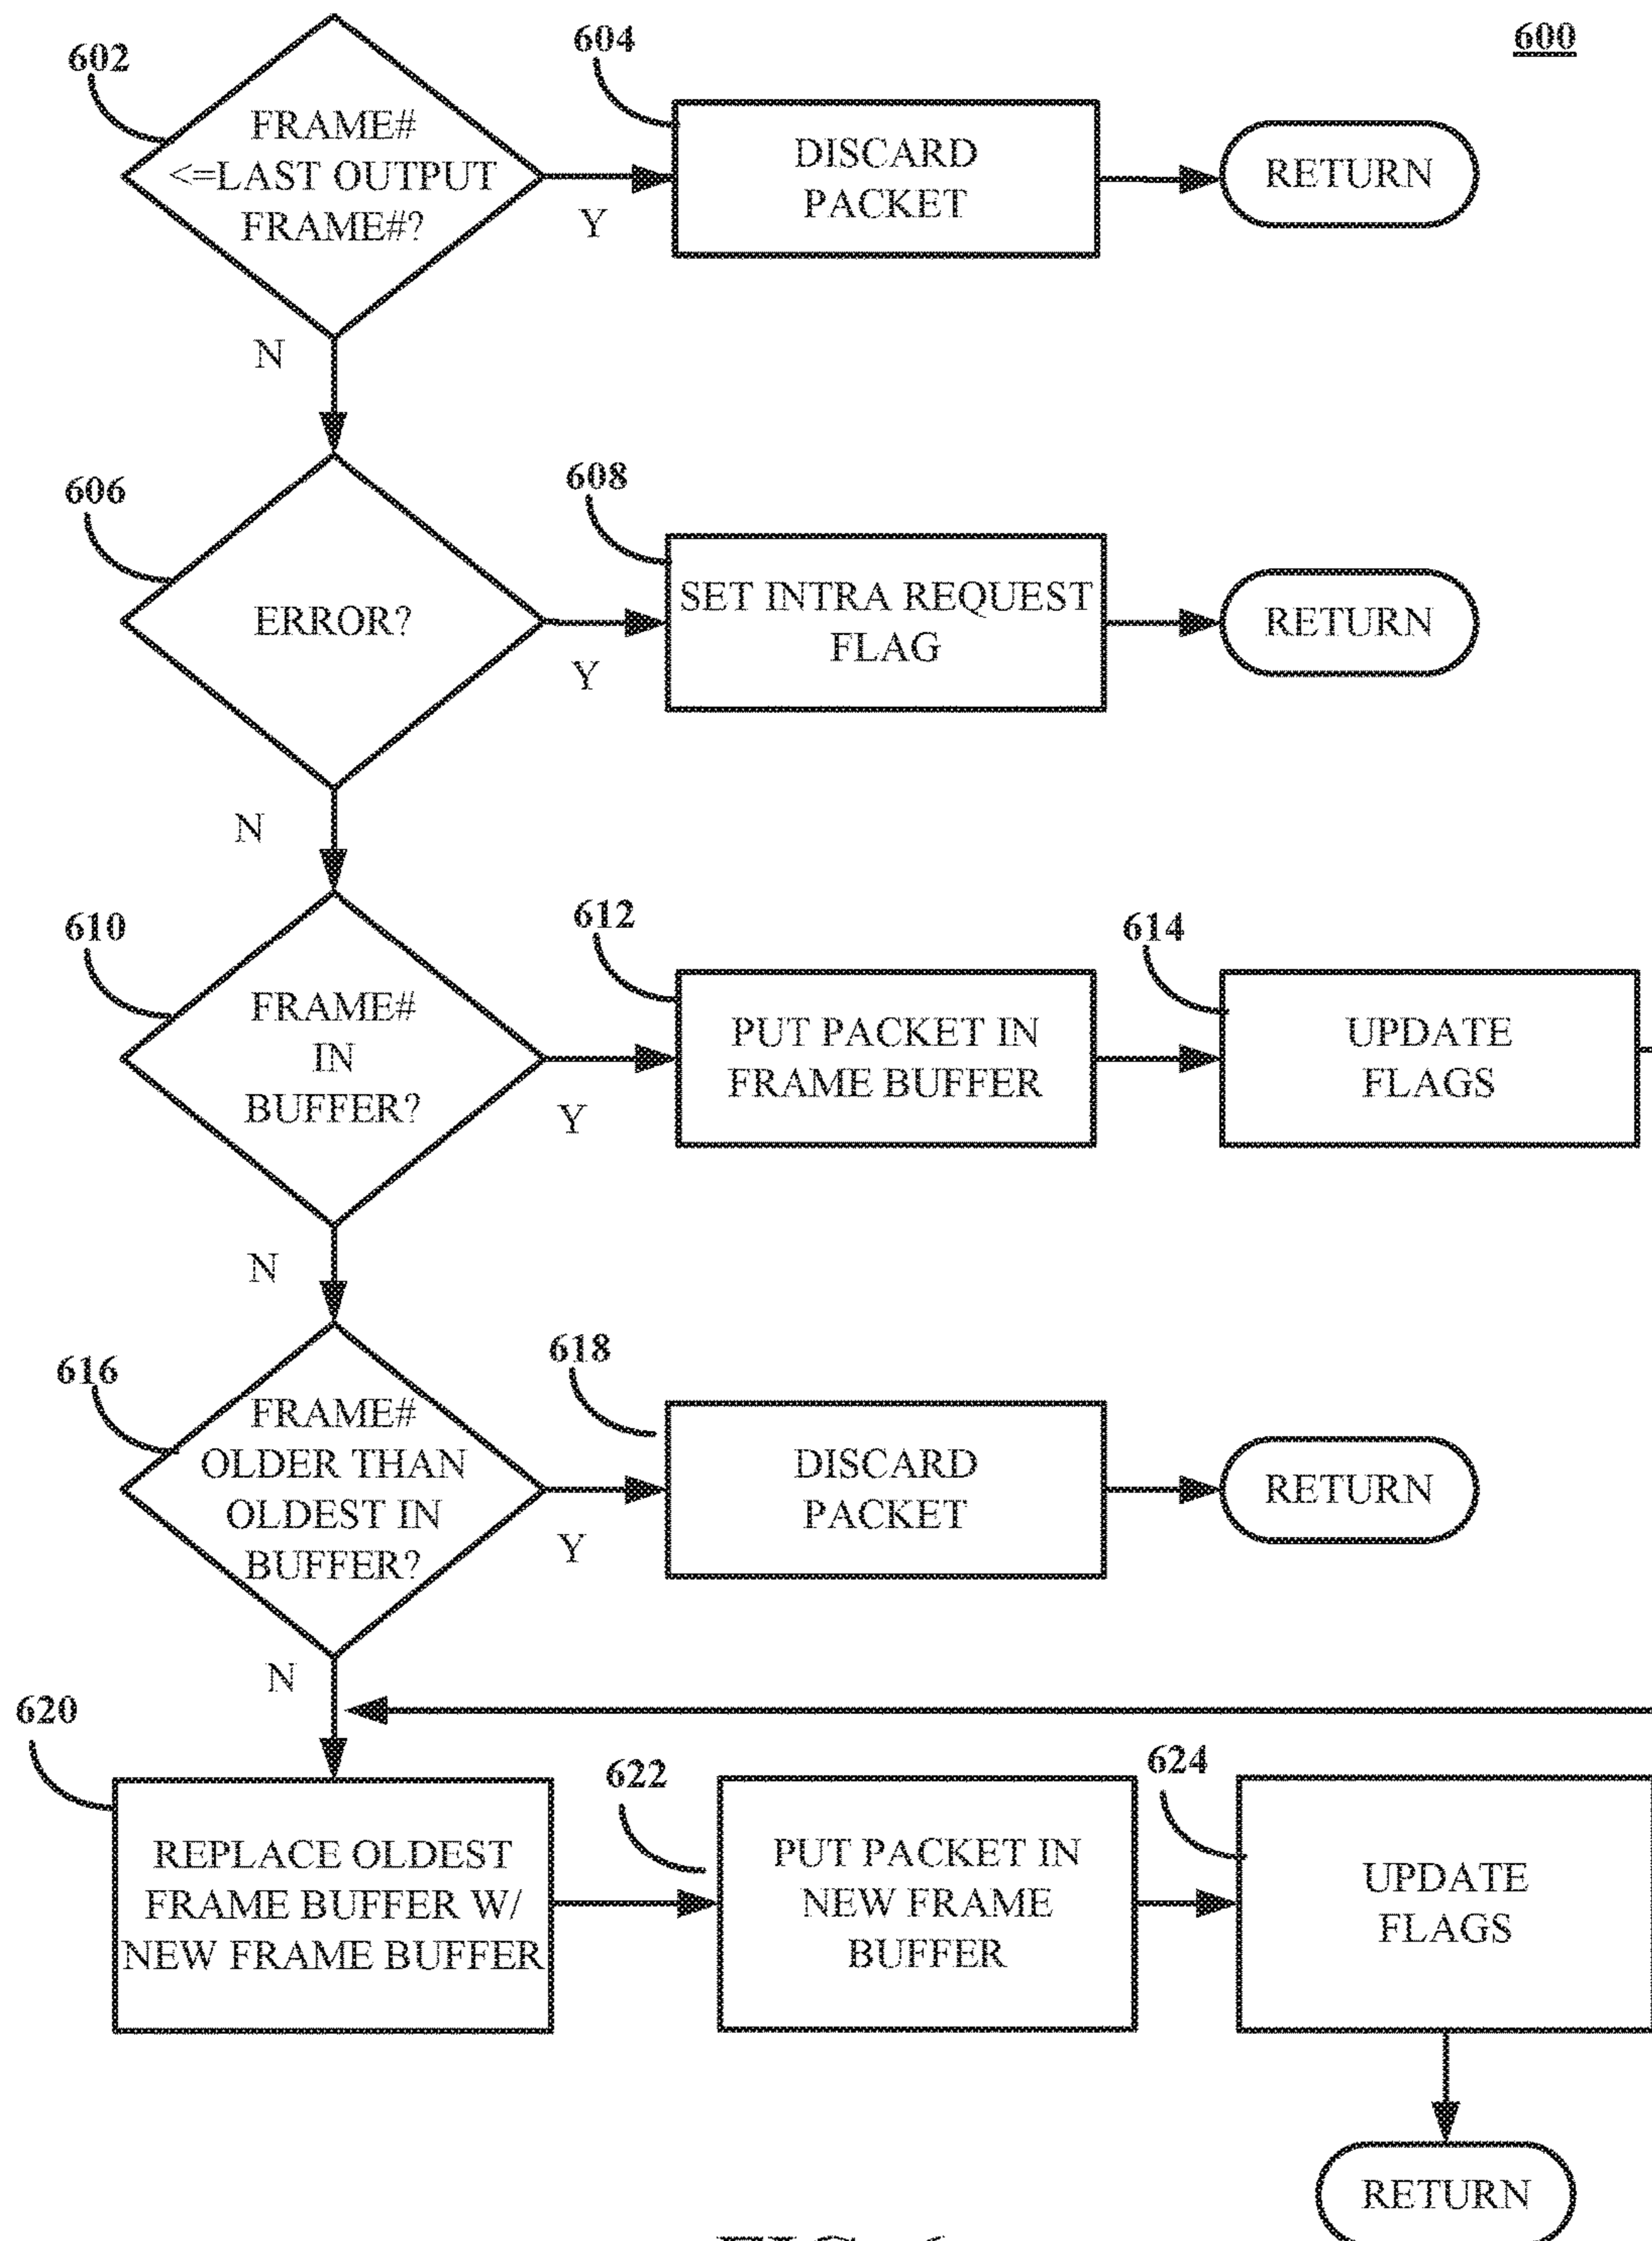 600
602
FRAME#
<=LAST OUTPUT
FRAME#?
Y
N
604
DISCARD
PACKET
RETURN
606
ERROR?
Y
N
608
SET INTRA REQUEST
FLAG
RETURN
610
FRAME#
IN
BUFFER?
Y
N
612
PUT PACKET IN
FRAME BUFFER
614
UPDATE
FLAGS
616
FRAME#
OLDER THAN
OLDEST IN
BUFFER?
Y
N
618
DISCARD
PACKET
RETURN
620
REPLACE OLDEST
FRAME BUFFER W/
NEW FRAME BUFFER
622
PUT PACKET IN
NEW FRAME
BUFFER
624
UPDATE
FLAGS
RETURN